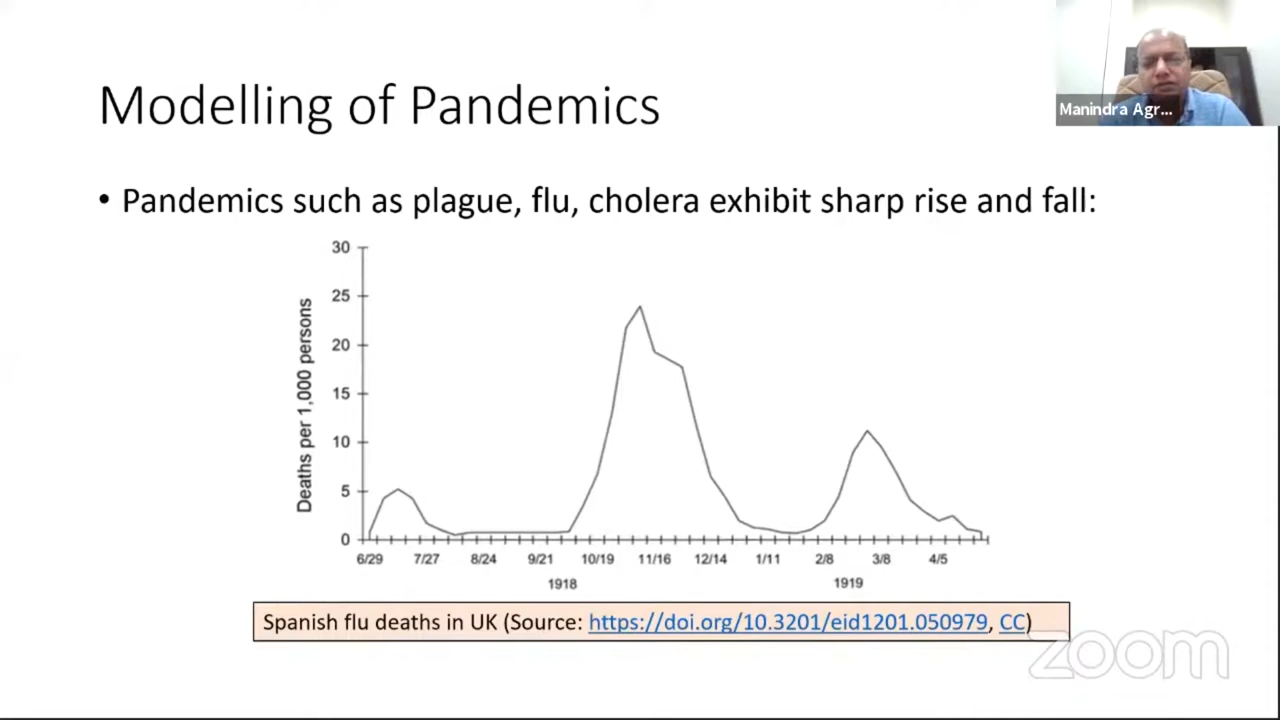 Modelling of Pandemics
Manindra Agr...
• Pandemics such as plague, flu, cholera exhibit sharp rise and fall:
Deaths per 1,000 persons
30
25
20
15
10
5
0
6/29 7/27 8/24 9/21 10/19 11/16 12/14 1/11 2/8 3/8 4/5
1918 1919
Spanish flu deaths in UK (Source: https://doi.org/10.3201/eid1201.050979, CC)
zoom